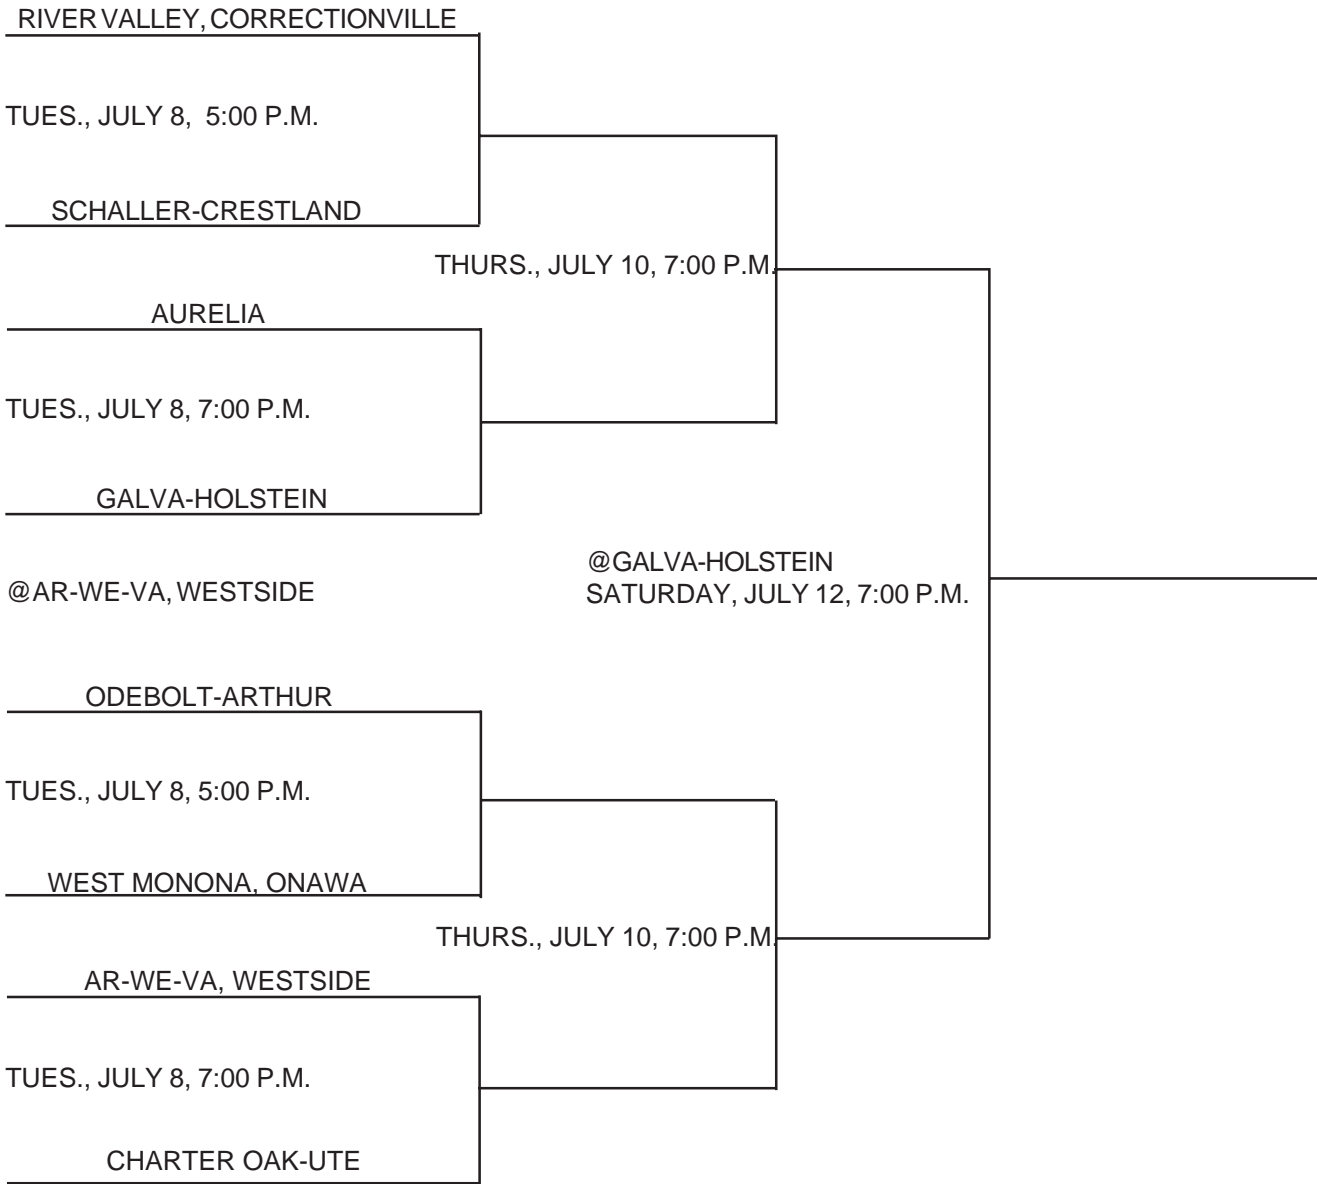 RIVER VALLEY, CORRECTIONVILLE
TUES., JULY 8, 5:00 P.M.
SCHALLER-CRESTLAND
THURS., JULY 10, 7:00 P.M.
AURELIA
TUES., JULY 8, 7:00 P.M.
GALVA-HOLSTEIN
@GALVA-HOLSTEIN
SATURDAY, JULY 12, 7:00 P.M.
@AR-WE-VA, WESTSIDE
ODEBOLT-ARTHUR
TUES., JULY 8, 5:00 P.M.
WEST MONONA, ONAWA
THURS., JULY 10, 7:00 P.M.
AR-WE-VA, WESTSIDE
TUES., JULY 8, 7:00 P.M.
CHARTER OAK-UTE